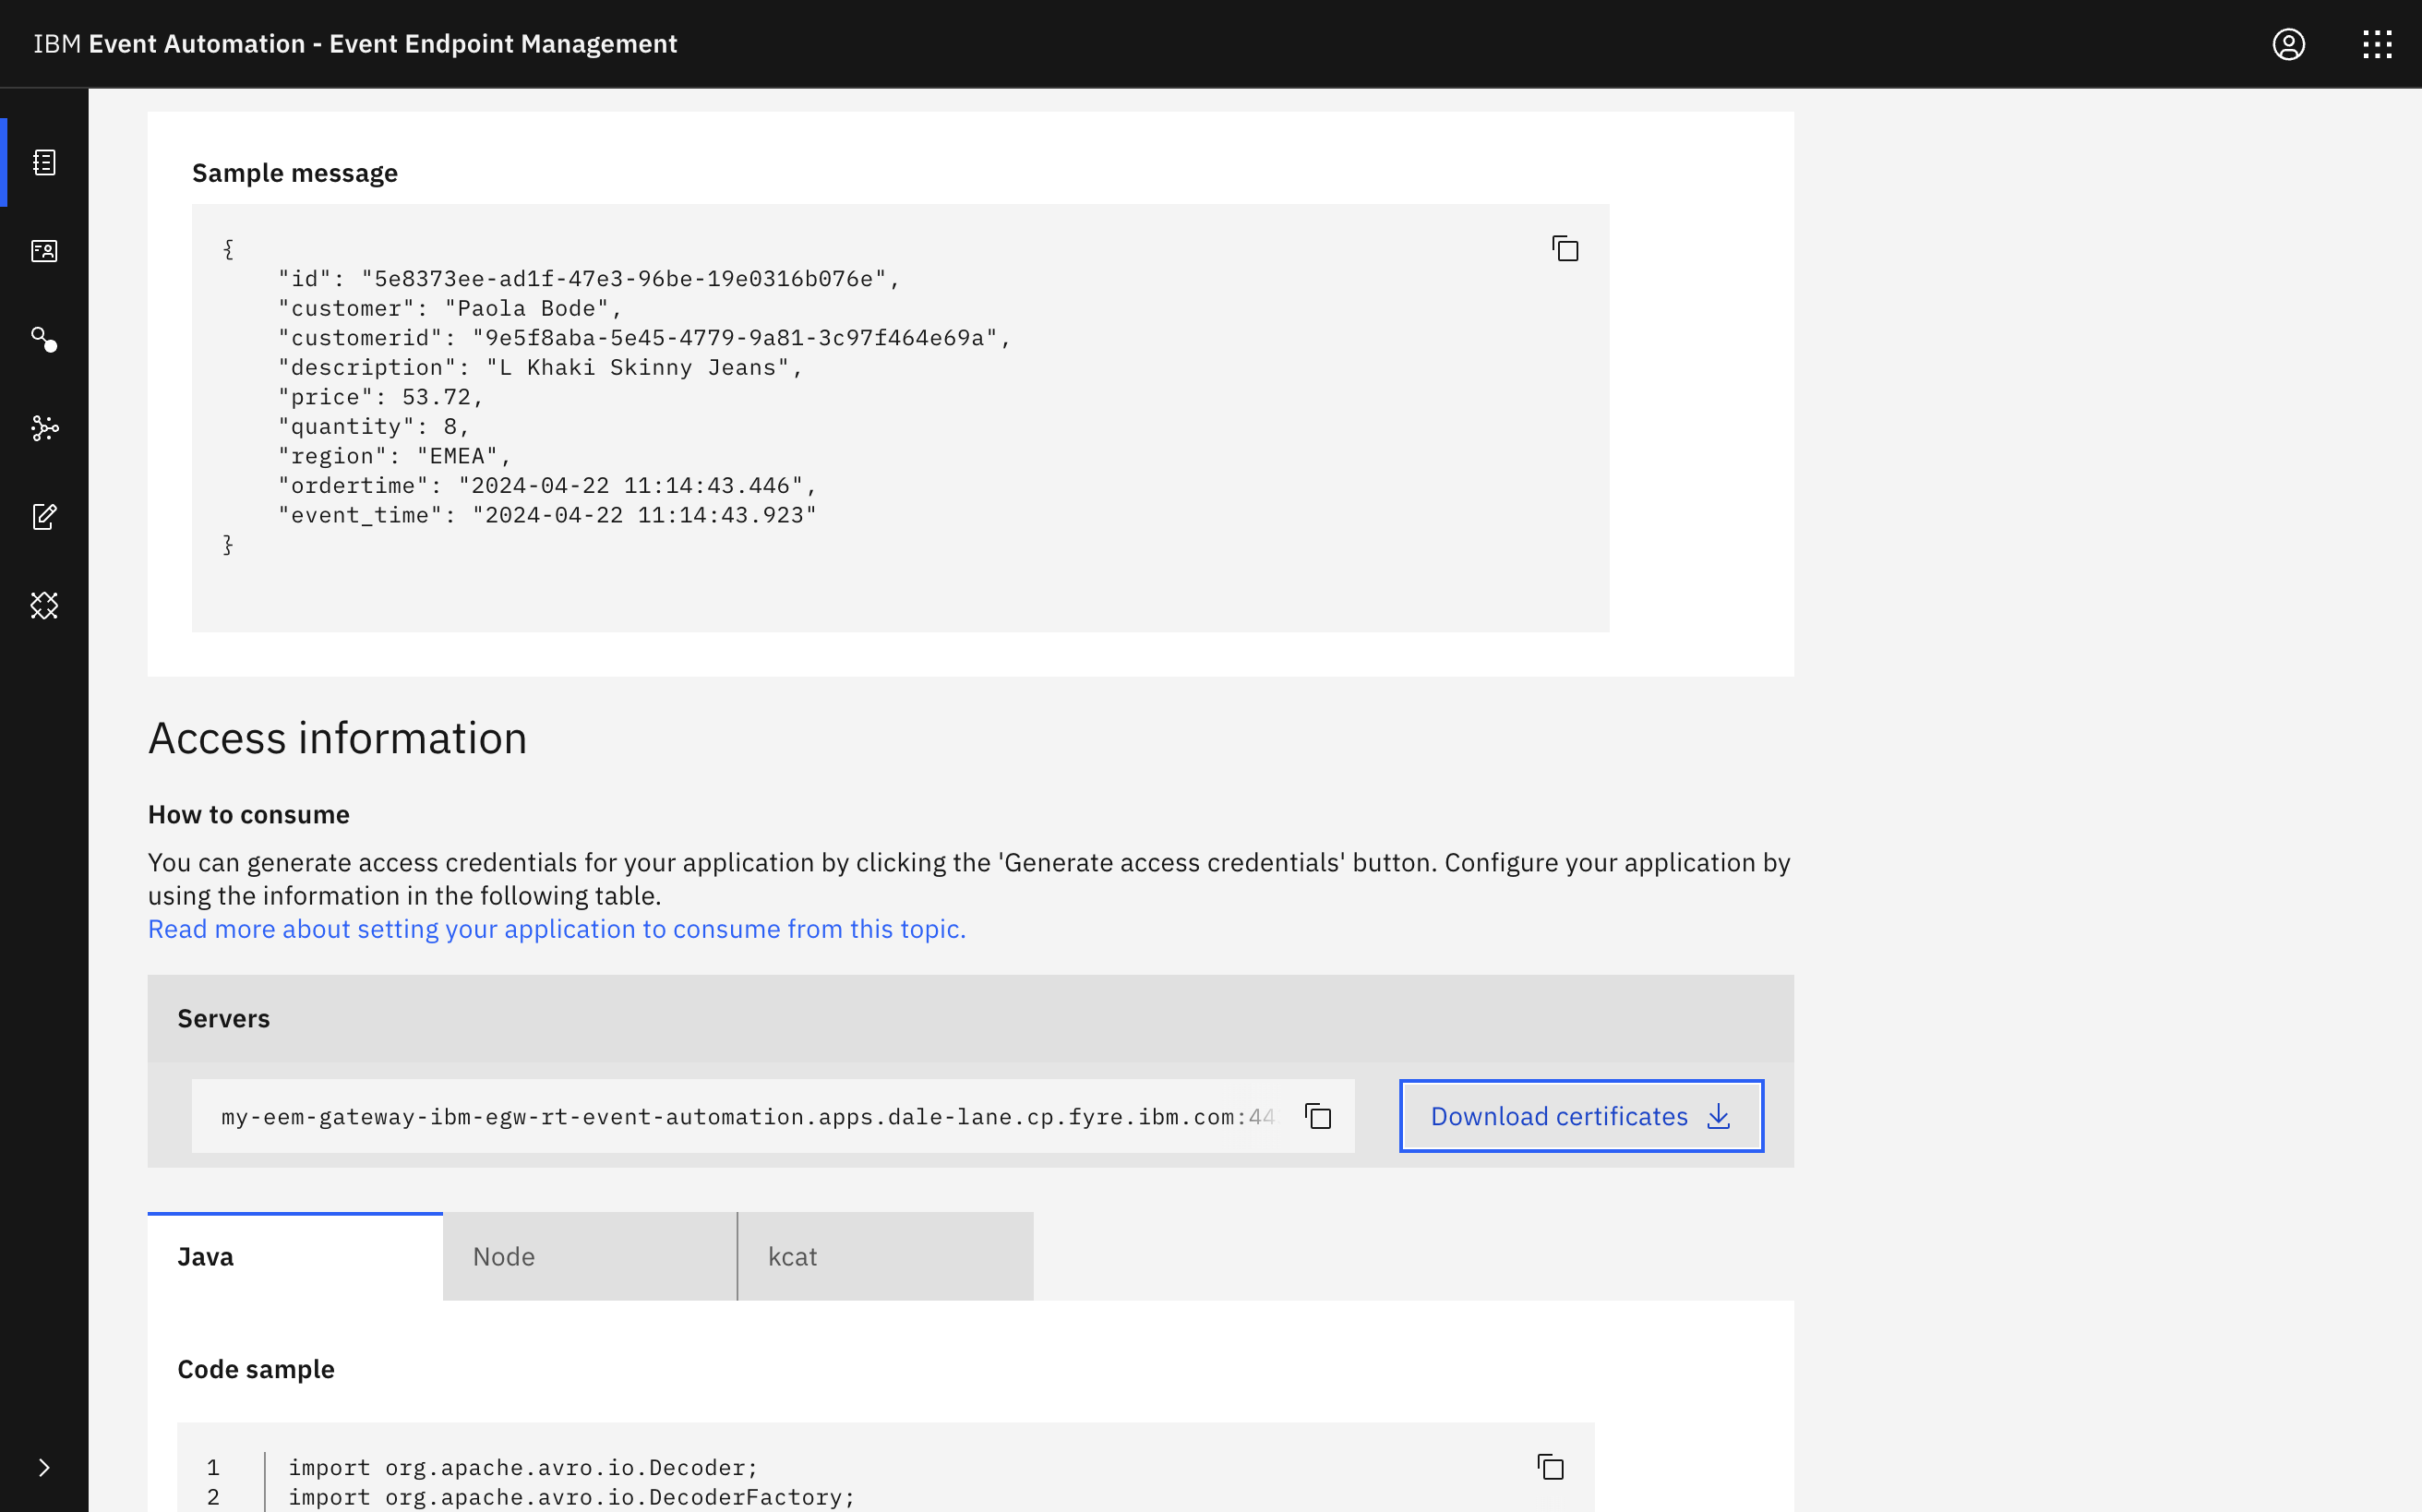 IBM Event Automation - Event Endpoint Management
Sample message
{
    "id": "5e8373ee-ad1f-47e3-96be-19e0316b076e",
    "customer": "Paola Bode",
    "customerid": "9e5f8aba-5e45-4779-9a81-3c97f464e69a",
    "description": "L Khaki Skinny Jeans",
    "price": 53.72,
    "quantity": 8,
    "region": "EMEA",
    "ordertime": "2024-04-22 11:14:43.446",
    "event_time": "2024-04-22 11:14:43.923"
}
Access information
How to consume
You can generate access credentials for your application by clicking the 'Generate access credentials' button. Configure your application by
using the information in the following table.
Read more about setting your application to consume from this topic.
Servers
my-eem-gateway-ibm-egw-rt-event-automation.apps.dale-lane.cp.fyre.ibm.com:44
Download certificates
Java
Node
kcat
Code sample
1 import org.apache.avro.io.Decoder;
2 import org.apache.avro.io.DecoderFactory;